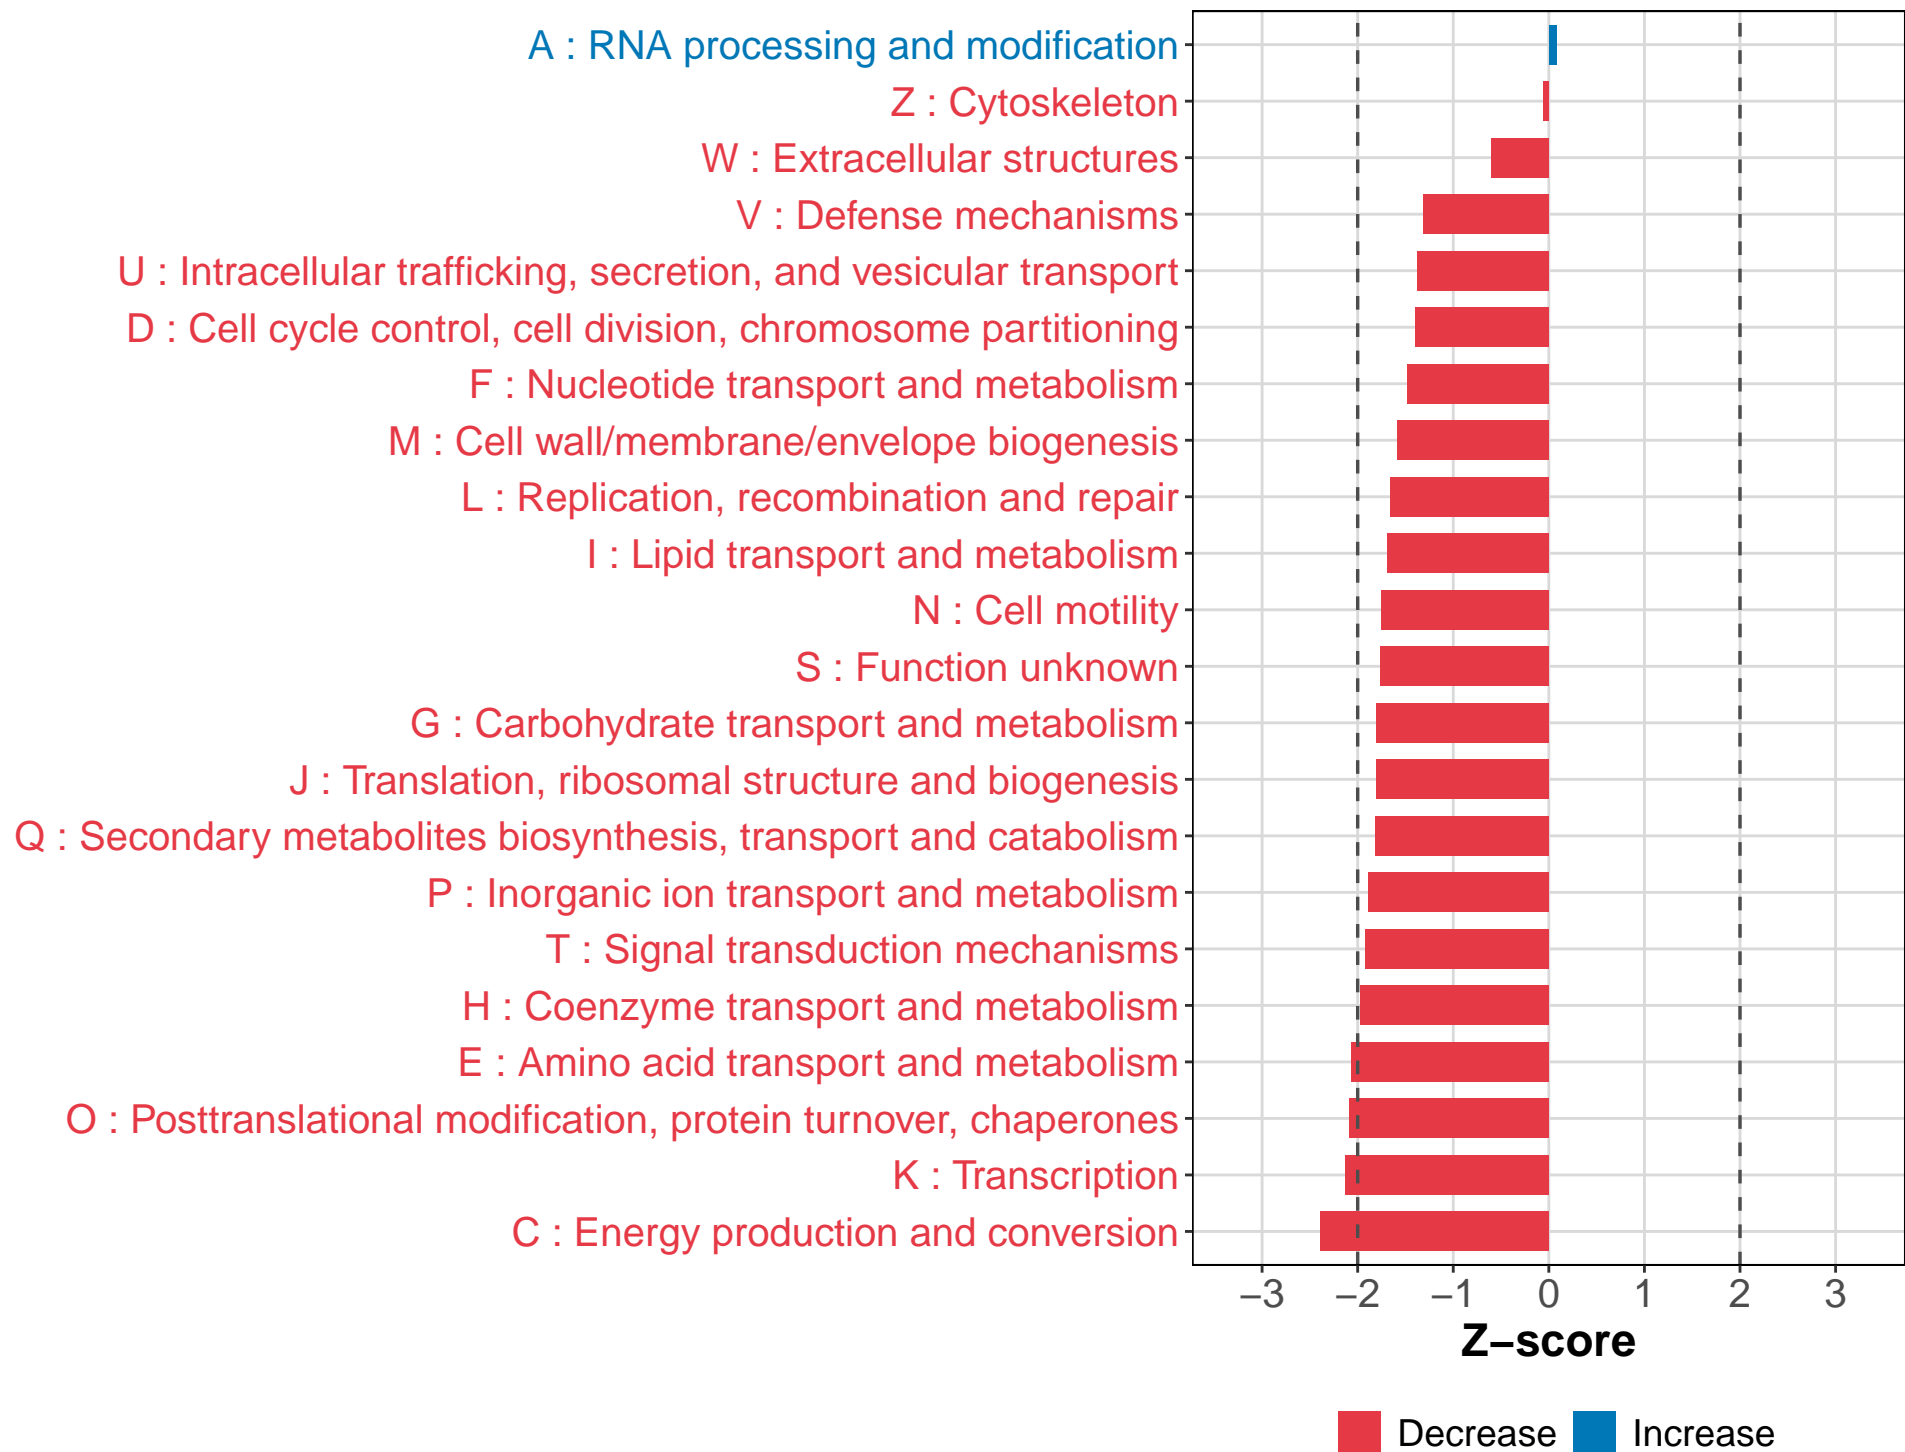 A : RNA processing and modification
Z : Cytoskeleton
W : Extracellular structures
V : Defense mechanisms
U : Intracellular trafficking, secretion, and vesicular transport
D : Cell cycle control, cell division, chromosome partitioning
F : Nucleotide transport and metabolism
M : Cell wall/membrane/envelope biogenesis
L : Replication, recombination and repair
I : Lipid transport and metabolism
N : Cell motility
S : Function unknown
G : Carbohydrate transport and metabolism
J : Translation, ribosomal structure and biogenesis
Q : Secondary metabolites biosynthesis, transport and catabolism
P : Inorganic ion transport and metabolism
T : Signal transduction mechanisms
H : Coenzyme transport and metabolism
E : Amino acid transport and metabolism
O : Posttranslational modification, protein turnover, chaperones
K : Transcription
C : Energy production and conversion
−3 −2 −1 0 1 2 3
Z−score
Decrease Increase